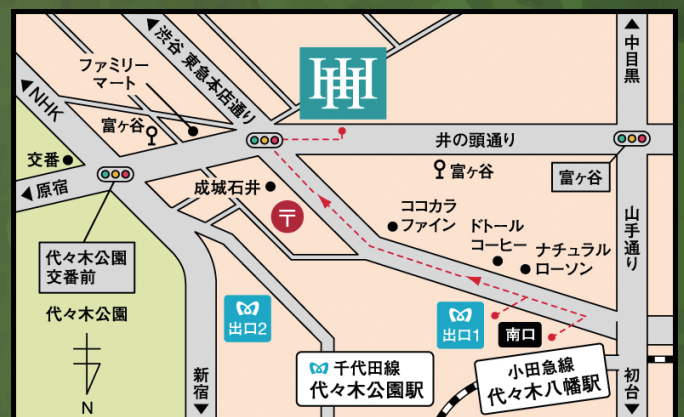 渋谷 東急本店通り
中目黒
ファミリー
マート
HH
NHK
富ケ谷
井の頭通り
交番
富ケ谷
富ケ谷
原宿
成城石井
〒
ココカラ
ファイン
ドトール
コーヒー
ナチュラル
ローソン
山手通り
代々木公園
交番前
代々木公園
出口2
出口1
南口
千代田線
代々木公園駅
小田急線
代々木八幡駅
新宿
初台
N